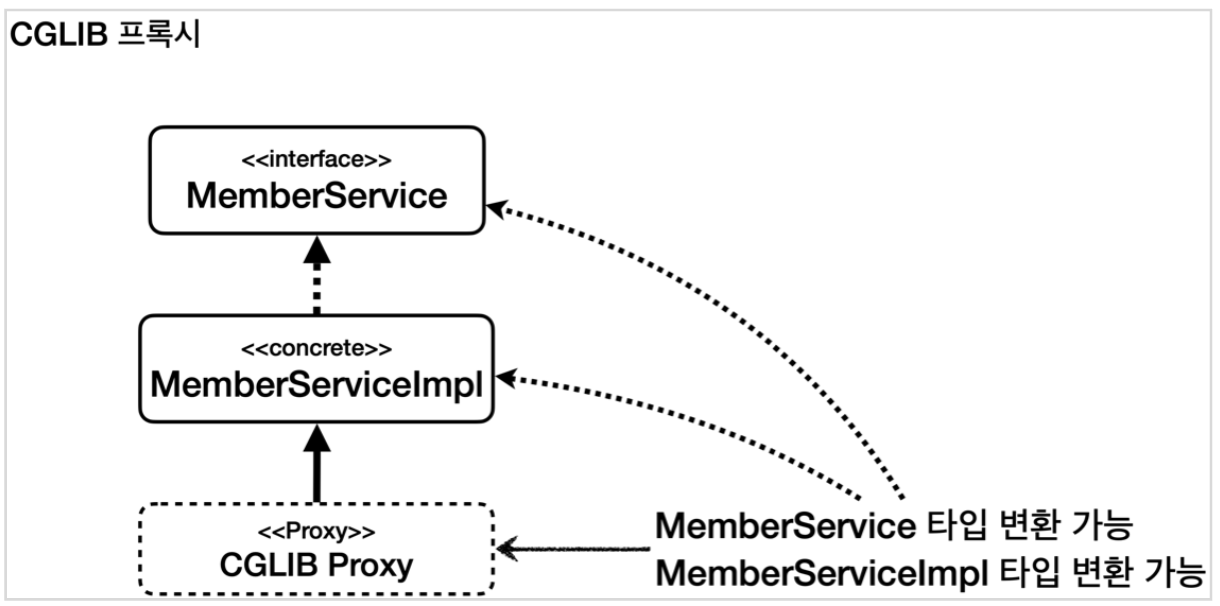 CGLIB 프록시
<<interface>>
MemberService
<<concrete>>
MemberServiceImpl
<<Proxy>>
CGLIB Proxy
MemberService 타입 변환 가능
MemberServiceImpl 타입 변환 가능